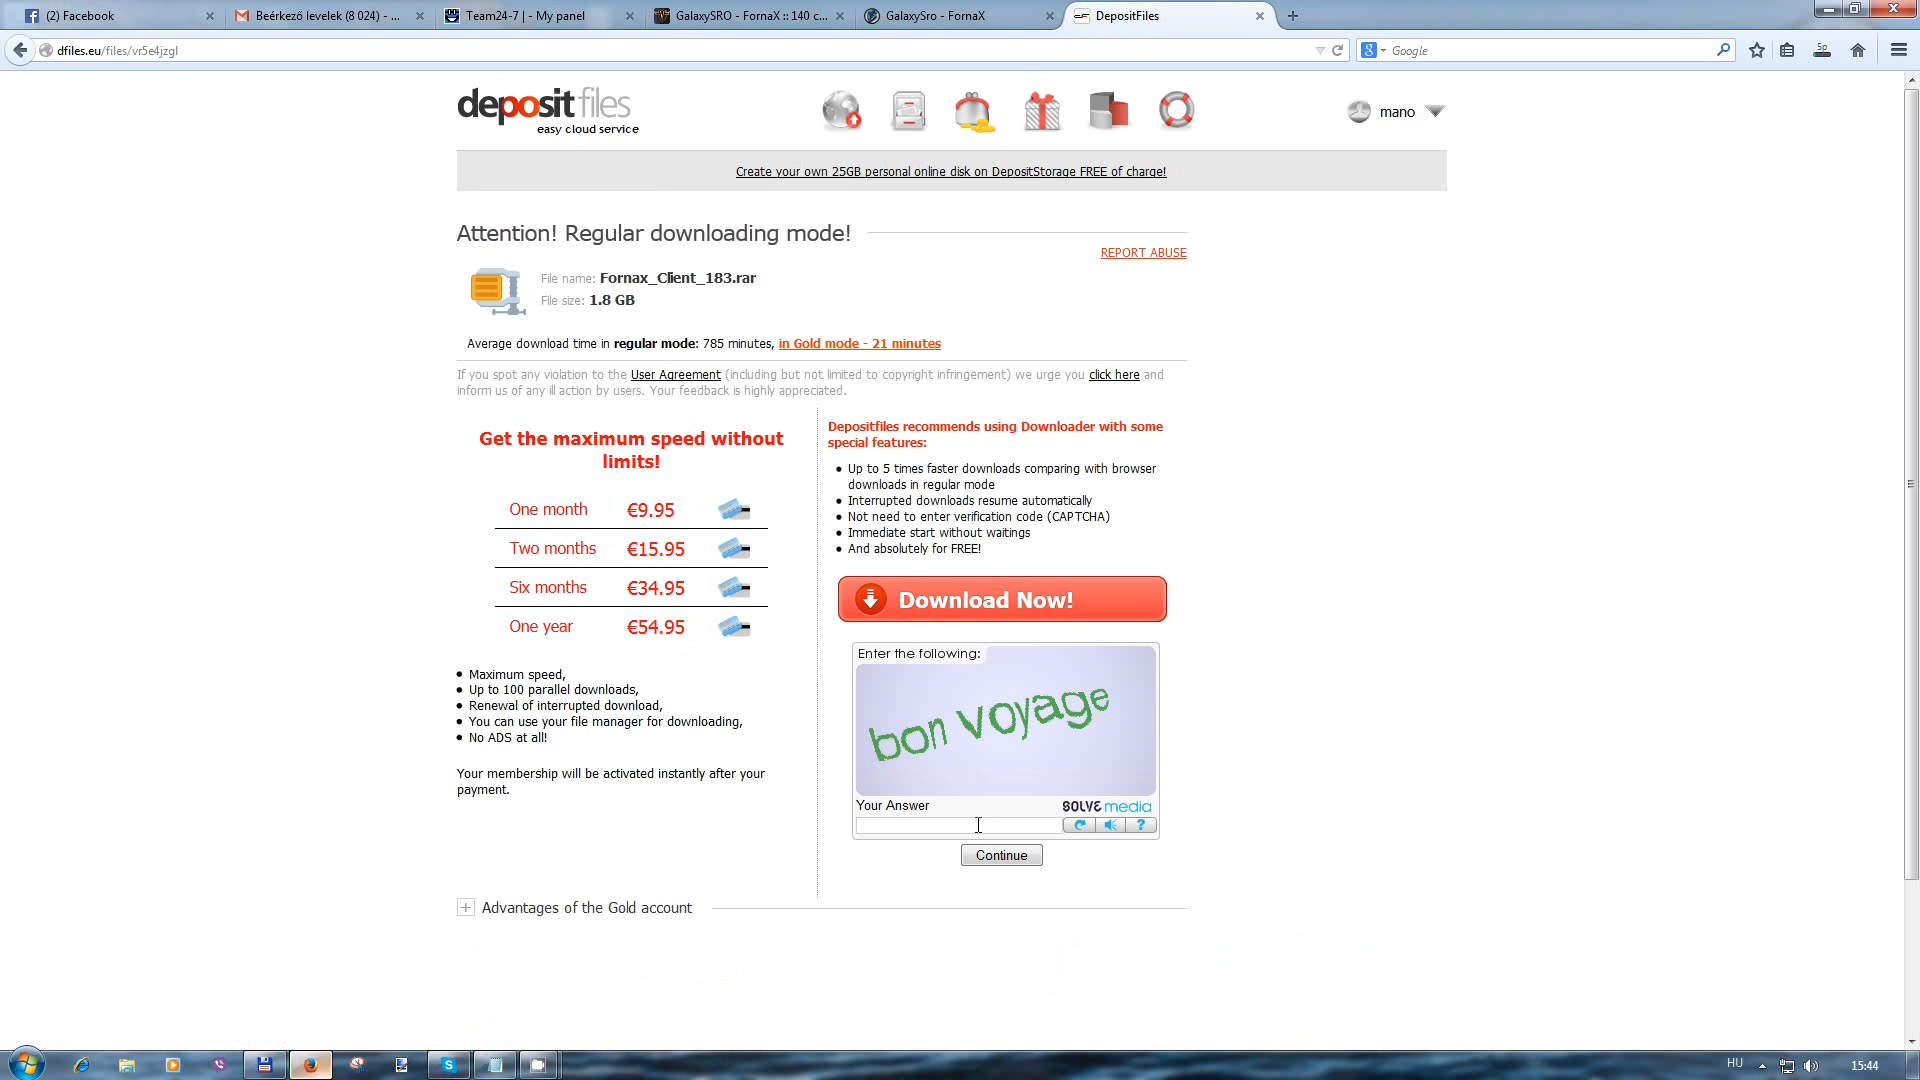 (2) Facebook
Beérkező levelek (8 024) - ...
Team24-7 | - My panel
GalaxySRO - FornaX :: 140 c...
GalaxySro - FornaX
DepositFiles
dfiles.eu/files/vr5e4jzgl
Google
depositfiles
easy cloud service
mano
Create your own 25GB personal online disk on DepositStorage FREE of charge!
Attention! Regular downloading mode!
REPORT ABUSE
File name: Fornax_Client_183.rar
File size: 1.8 GB
Average download time in regular mode: 785 minutes, in Gold mode - 21 minutes
If you spot any violation to the User Agreement (including but not limited to copyright infringement) we urge you click here and
inform us of any ill action by users. Your feedback is highly appreciated.
Get the maximum speed without
limits!
One month €9.95
Two months €15.95
Six months €34.95
One year €54.95
Maximum speed,
Up to 100 parallel downloads,
Renewal of interrupted download,
You can use your file manager for downloading,
No ADS at all!
Your membership will be activated instantly after your
payment.
Depositfiles recommends using Downloader with some
special features:
Up to 5 times faster downloads comparing with browser
downloads in regular mode
Interrupted downloads resume automatically
Not need to enter verification code (CAPTCHA)
Immediate start without waitings
And absolutely for FREE!
Download Now!
Enter the following:
bon voyage
Your Answer
SOLVE media
Continue
Advantages of the Gold account
HU
15:44